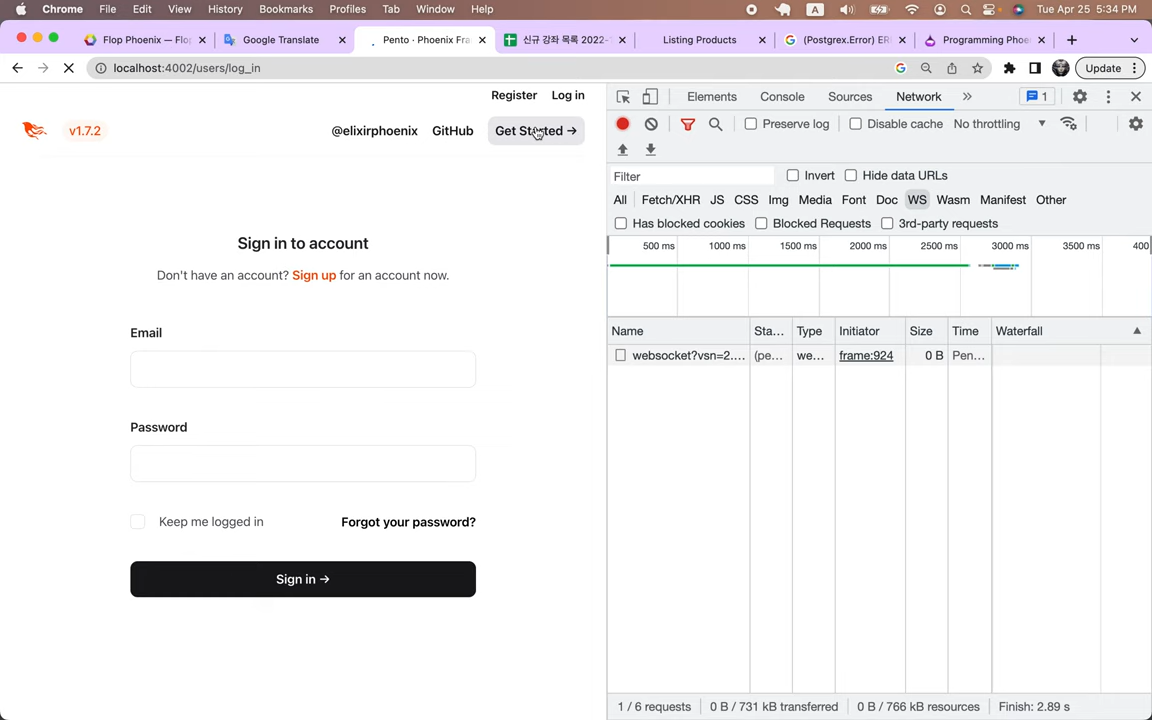 Chrome File Edit View History Bookmarks Profiles Tab Window Help A Tue Apr 25 5:34 PM
Flop Phoenix — Flo Google Translate Pento · Phoenix Fra 신규 강좌 목록 2022-1 Listing Products (Postgrex.Error) ER Programming Phoe
localhost:4002/users/log_in Update
Register Log in
v1.7.2 @elixirphoenix GitHub Get Started →
Sign in to account
Don't have an account? Sign up for an account now.
Email
Password
Keep me logged in Forgot your password?
Sign in →
Elements Console Sources Network » 1
Preserve log Disable cache No throttling
Filter Invert Hide data URLs
All Fetch/XHR JS CSS Img Media Font Doc WS Wasm Manifest Other
Has blocked cookies Blocked Requests 3rd-party requests
500 ms 1000 ms 1500 ms 2000 ms 2500 ms 3000 ms 3500 ms 400
Name Sta... Type Initiator Size Time Waterfall
websocket?vsn=2.... (pe... we... frame:924 0 B Pen...
1 / 6 requests 0 B / 731 kB transferred 0 B / 766 kB resources Finish: 2.89 s